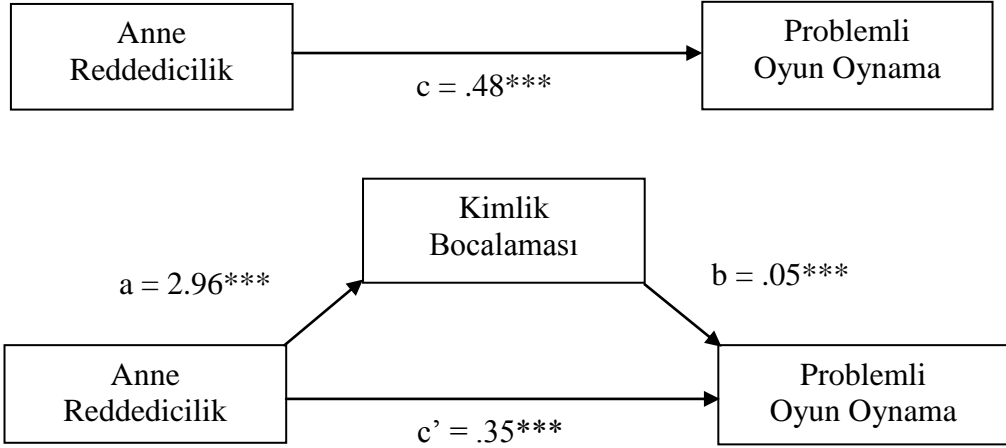 Anne
Reddedicilik
Problemli
Oyun Oynama
c = .48***
Kimlik
Bocalaması
a = 2.96***
b = .05***
Anne
Reddedicilik
Problemli
Oyun Oynama
c’ = .35***